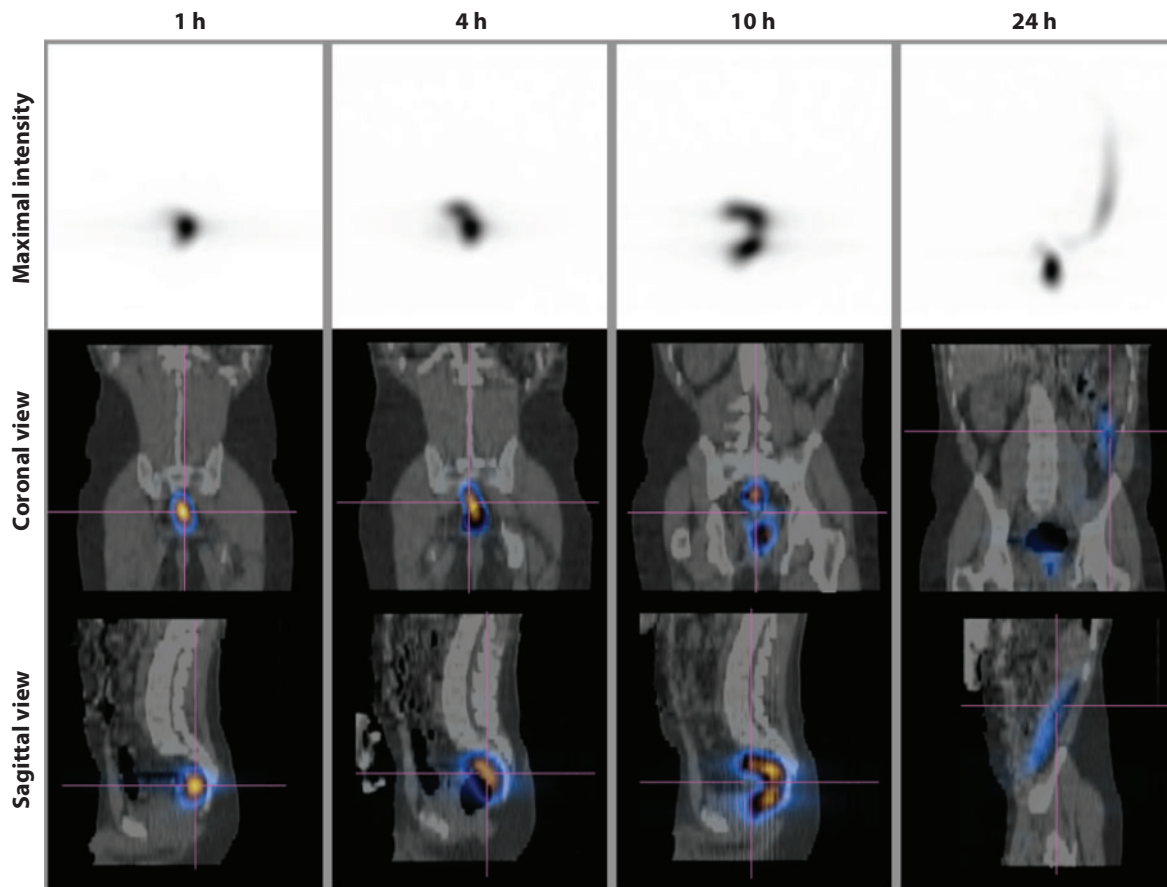 1 h
4 h
10 h
24 h
Maximal intensity
Coronal view
Sagittal view